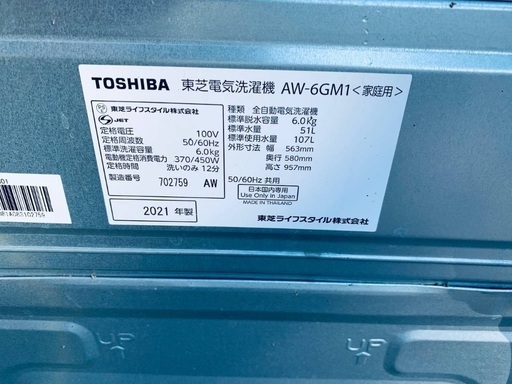 TOSHIBA 東芝電気洗濯機 AW-6GM1<家庭用>
東芝ライフスタイル株式会社
JET
定格電圧 100V
定格周波数 50/60Hz
標準洗濯容量 6.0kg
電動機定格消費電力 370/450W
洗いのみ 12分
製造番号 702759 AW
2021 年製
種類 全自動電気洗濯機
標準脱水容量 6.0kg
標準水量 51L
標準使用水量 107L
外形寸法 幅 563mm
奥行 580mm
高さ 957mm
50/60Hz 共用
日本国内専用
Use Only in Japan
MADE IN THAILAND
東芝ライフスタイル株式会社
UP
UP